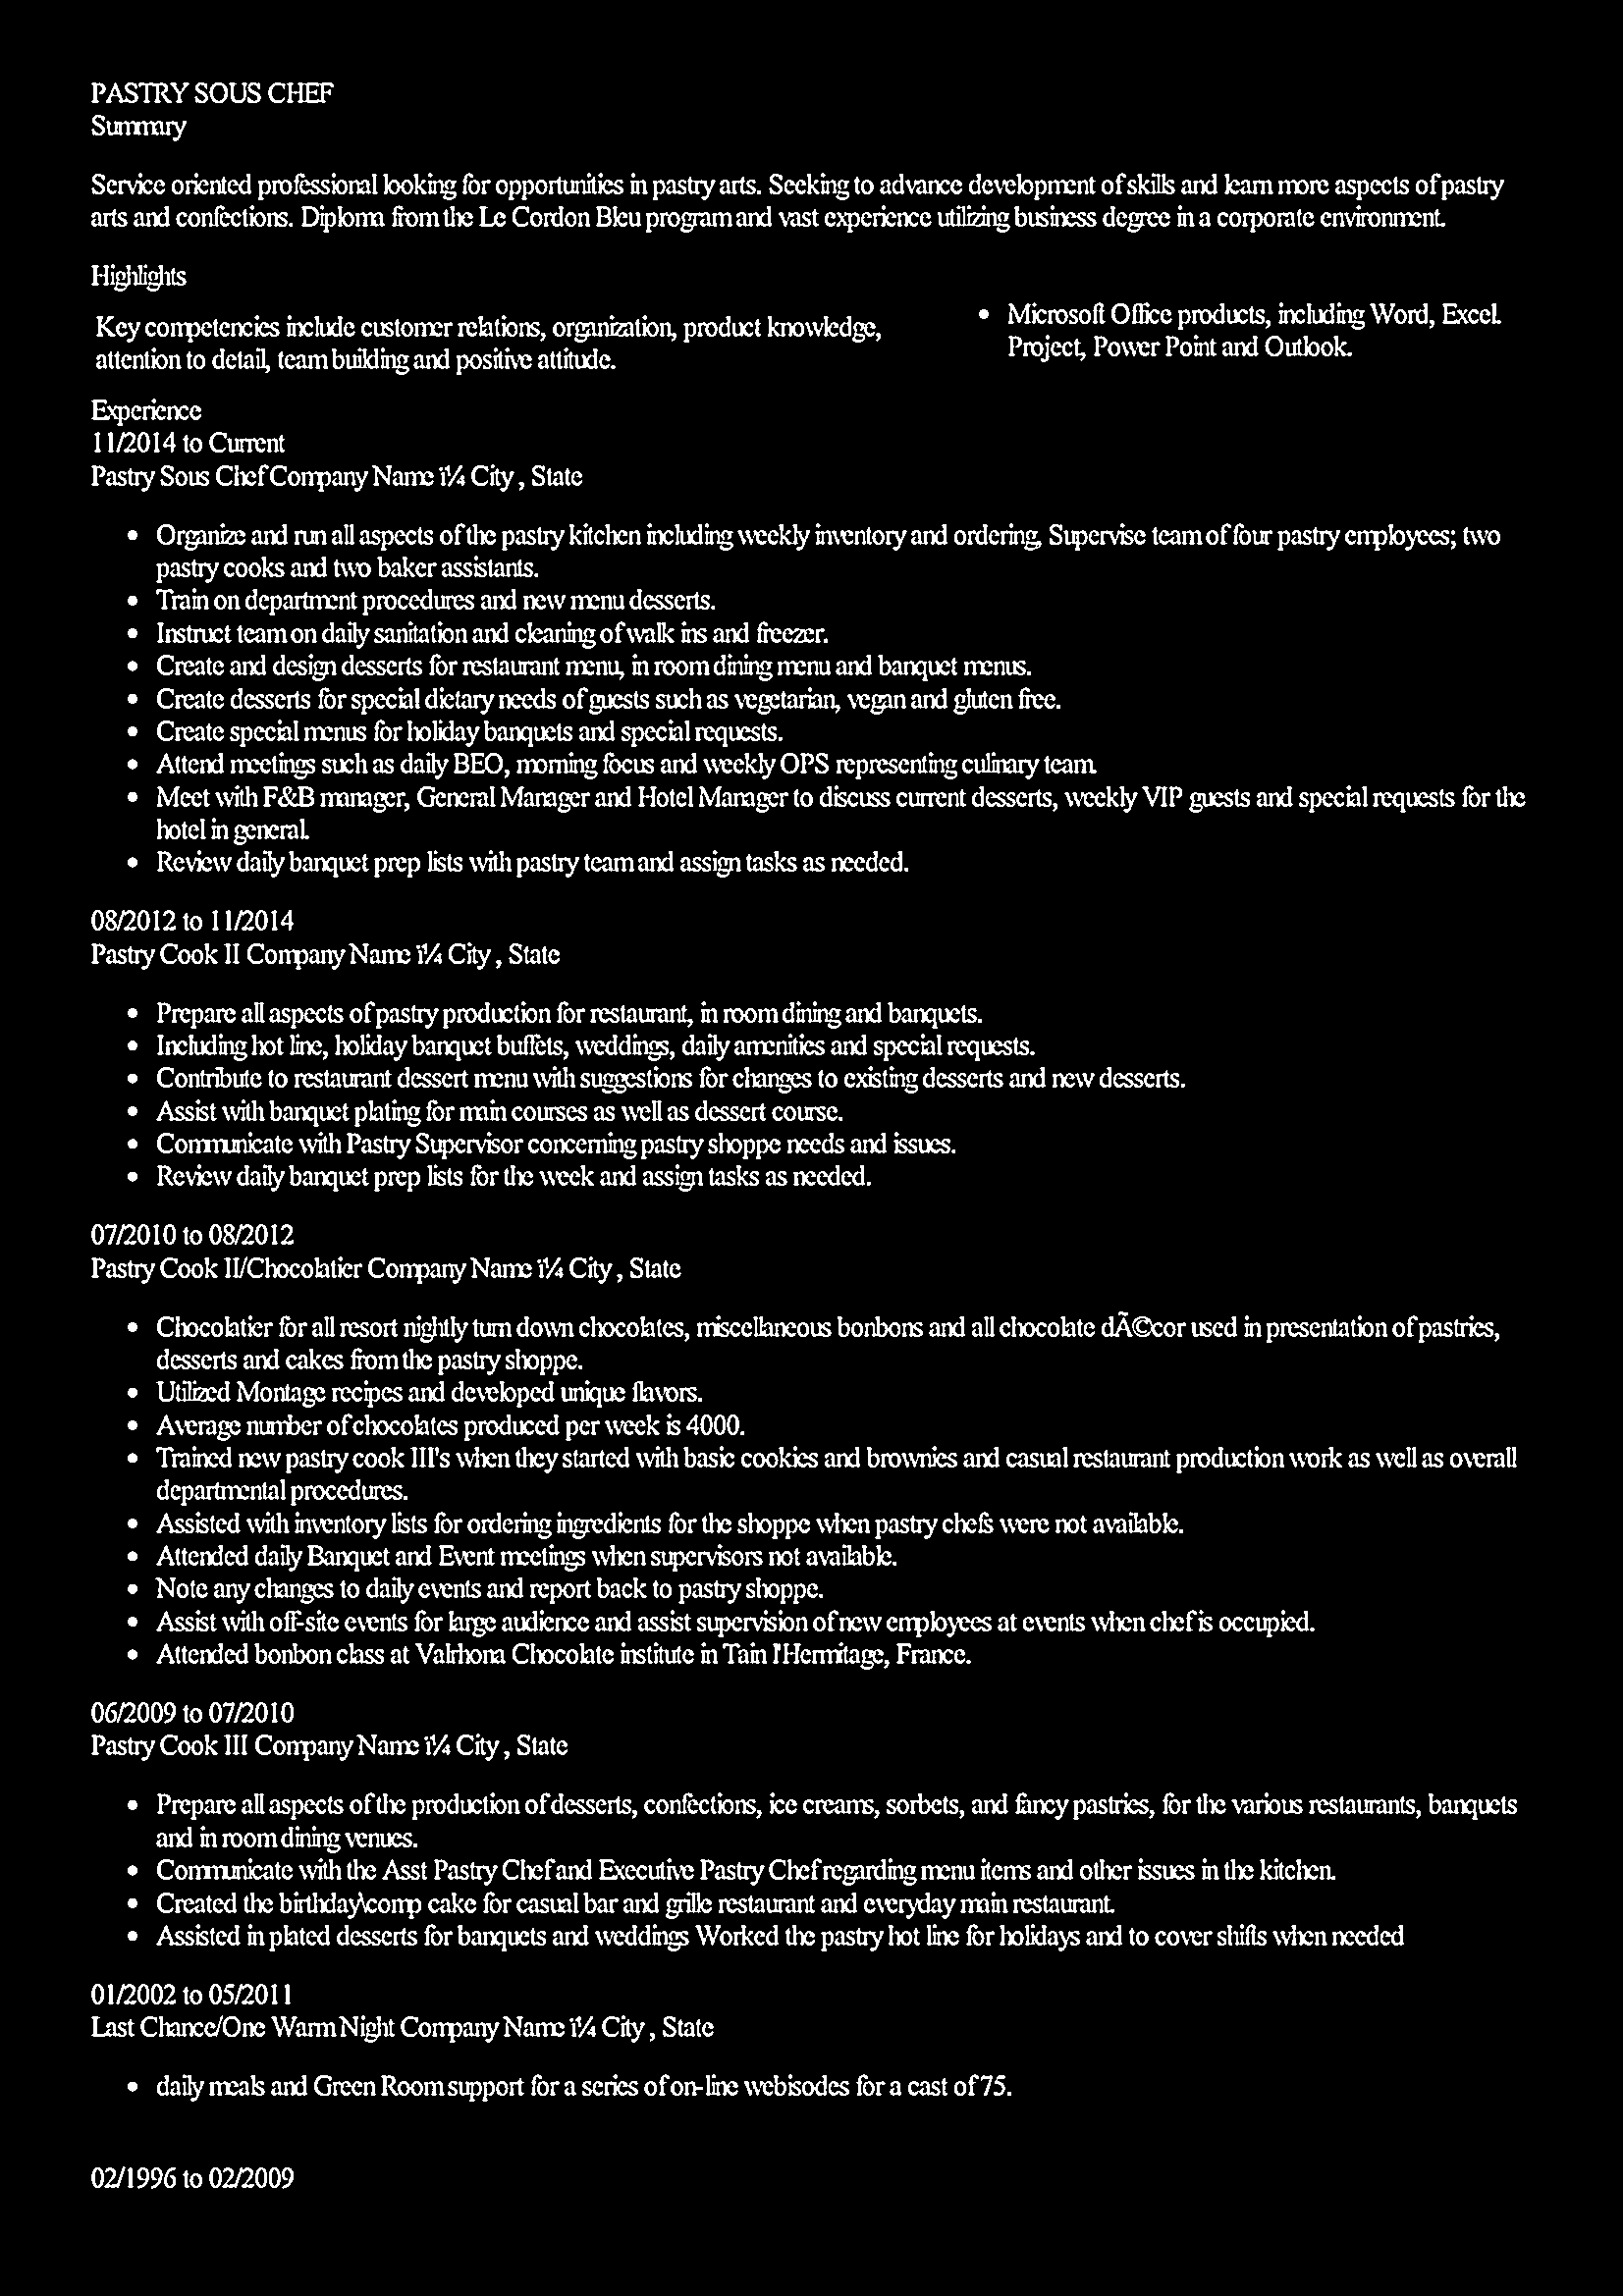 PASTRY SOUS CHEF
Summary
Service oriented professional looking for opportunities in pastry arts. Seeking to advance development of skills and learn more aspects of pastry
arts and confections. Diploma from the Le Cordon Bleu program and vast experience utilizing business degree in a corporate environment.
Highlights
Key competencies include customer relations, organization, product knowledge,
attention to detail, team building and positive attitude.
• Microsoft Office products, including Word, Excel.
Project, Power Point and Outlook.
Experience
11/2014 to Current
Pastry Sous Chef Company Name ï¼ City , State
• Organize and run all aspects of the pastry kitchen including weekly inventory and ordering, Supervise team of four pastry employees; two
pastry cooks and two baker assistants.
• Train on department procedures and new menu desserts.
• Instruct team on daily sanitation and cleaning of walk ins and freezer.
• Create and design desserts for restaurant menu, in room dining menu and banquet menus.
• Create desserts for special dietary needs of guests such as vegetarian, vegan and gluten free.
• Create special menus for holiday banquets and special requests.
• Attend meetings such as daily BEO, morning focus and weekly OPS representing culinary team.
• Meet with F&B manager, General Manager and Hotel Manager to discuss current desserts, weekly VIP guests and special requests for the
hotel in general.
• Review daily banquet prep lists with pastry team and assign tasks as needed.
08/2012 to 11/2014
Pastry Cook II Company Name ï¼ City , State
• Prepare all aspects of pastry production for restaurant, in room dining and banquets.
• Including hot line, holiday banquet buffets, weddings, daily amenities and special requests.
• Contribute to restaurant dessert menu with suggestions for changes to existing desserts and new desserts.
• Assist with banquet plating for main courses as well as dessert course.
• Communicate with Pastry Supervisor concerning pastry shoppe needs and issues.
• Review daily banquet prep lists for the week and assign tasks as needed.
07/2010 to 08/2012
Pastry Cook II/Chocolatier Company Name ï¼ City , State
• Chocolatier for all resort nightly turn down chocolates, miscellaneous bonbons and all chocolate dÃ©cor used in presentation of pastries,
desserts and cakes from the pastry shoppe.
• Utilized Montage recipes and developed unique flavors.
• Average number of chocolates produced per week is 4000.
• Trained new pastry cook III's when they started with basic cookies and brownies and casual restaurant production work as well as overall
departmental procedures.
• Assisted with inventory lists for ordering ingredients for the shoppe when pastry chefs were not available.
• Attended daily Banquet and Event meetings when supervisors not available.
• Note any changes to daily events and report back to pastry shoppe.
• Assist with off-site events for large audience and assist supervision of new employees at events when chef is occupied.
• Attended bonbon class at Valrhona Chocolate institute in Tain l'Hermitage, France.
06/2009 to 07/2010
Pastry Cook III Company Name ï¼ City , State
• Prepare all aspects of the production of desserts, confections, ice creams, sorbets, and fancy pastries, for the various restaurants, banquets
and in room dining venues.
• Communicate with the Asst Pastry Chef and Executive Pastry Chef regarding menu items and other issues in the kitchen.
• Created the birthday\comp cake for casual bar and grille restaurant and everyday main restaurant.
• Assisted in plated desserts for banquets and weddings Worked the pastry hot line for holidays and to cover shifts when needed
01/2002 to 05/2011
Last Chance/One Warm Night Company Name ï¼ City , State
• daily meals and Green Room support for a series of on-line webisodes for a cast of 75.
02/1996 to 02/2009